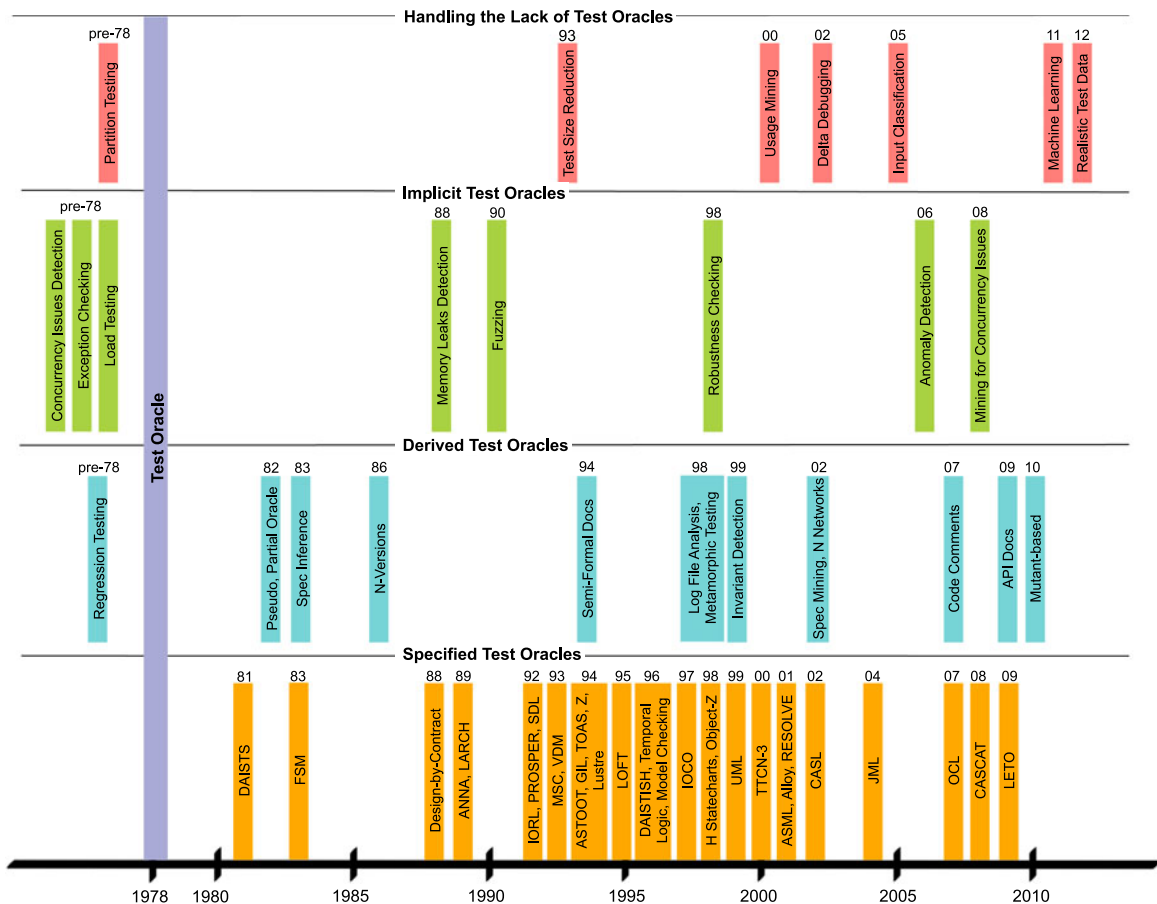 Handling the Lack of Test Oracles
pre-78
Partition Testing
93
Test Size Reduction
00
Usage Mining
02
Delta Debugging
05
Input Classification
11
Machine Learning
12
Realistic Test Data
Implicit Test Oracles
pre-78
Concurrency Issues Detection
Exception Checking
Load Testing
88
Memory Leaks Detection
90
Fuzzing
98
Robustness Checking
06
Anomaly Detection
08
Mining for Concurrency Issues
Test Oracle
Derived Test Oracles
pre-78
Regression Testing
82
Pseudo, Partial Oracle
83
Spec Inference
86
N-Versions
94
Semi-Formal Docs
98
Log File Analysis,
Metamorphic Testing
99
Invariant Detection
02
Spec Mining, N Networks
07
Code Comments
09
API Docs
10
Mutant-based
Specified Test Oracles
81
DAISTS
83
FSM
88
Design-by-Contract
89
ANNA, LARCH
92
IORL, PROSPER, SDL
93
MSC, VDM
94
ASTOOT, GIL, TOAS, Z,
Lustre
95
LOFT
96
DAISTISH, Temporal
Logic, Model Checking
97
IOCO
98
H Statecharts, Object-Z
99
UML
00
TTCN-3
01
ASML, Alloy, RESOLVE
02
CASL
04
JML
07
OCL
08
CASCAT
09
LETO
1978
1980
1985
1990
1995
2000
2005
2010